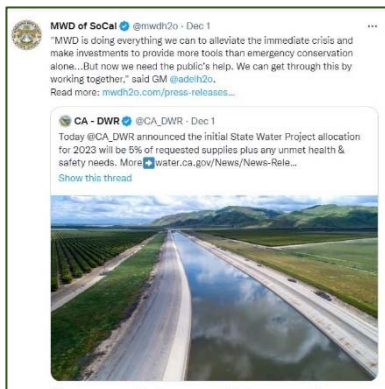 MWD of SoCal @mwdh2o · Dec 1 ...
"MWD is doing everything we can to alleviate the immediate crisis and
make investments to provide more tools than emergency conservation
alone...But now we need the public's help. We can get through this by
working together," said GM @adelh2o.
Read more: mwdh2o.com/press-releases...
CA - DWR @CA_DWR · Dec 1
Today @CA_DWR announced the initial State Water Project allocation
for 2023 will be 5% of requested supplies plus any unmet health &
safety needs. More➡water.ca.gov/News/News-Rele...
Show this thread